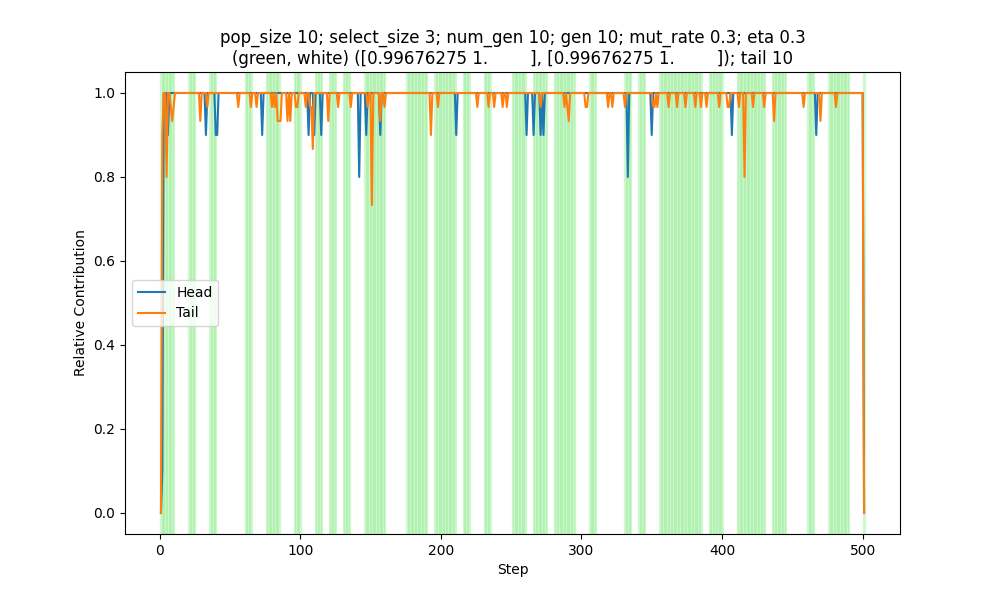 pop_size 10; select_size 3; num_gen 10; gen 10; mut_rate 0.3; eta 0.3
(green, white) ([0.99676275 1.         ], [0.99676275 1.         ]); tail 10
1.0
0.8
0.6
0.4
0.2
0.0
Relative Contribution
Head
Tail
0
100
200
300
400
500
Step